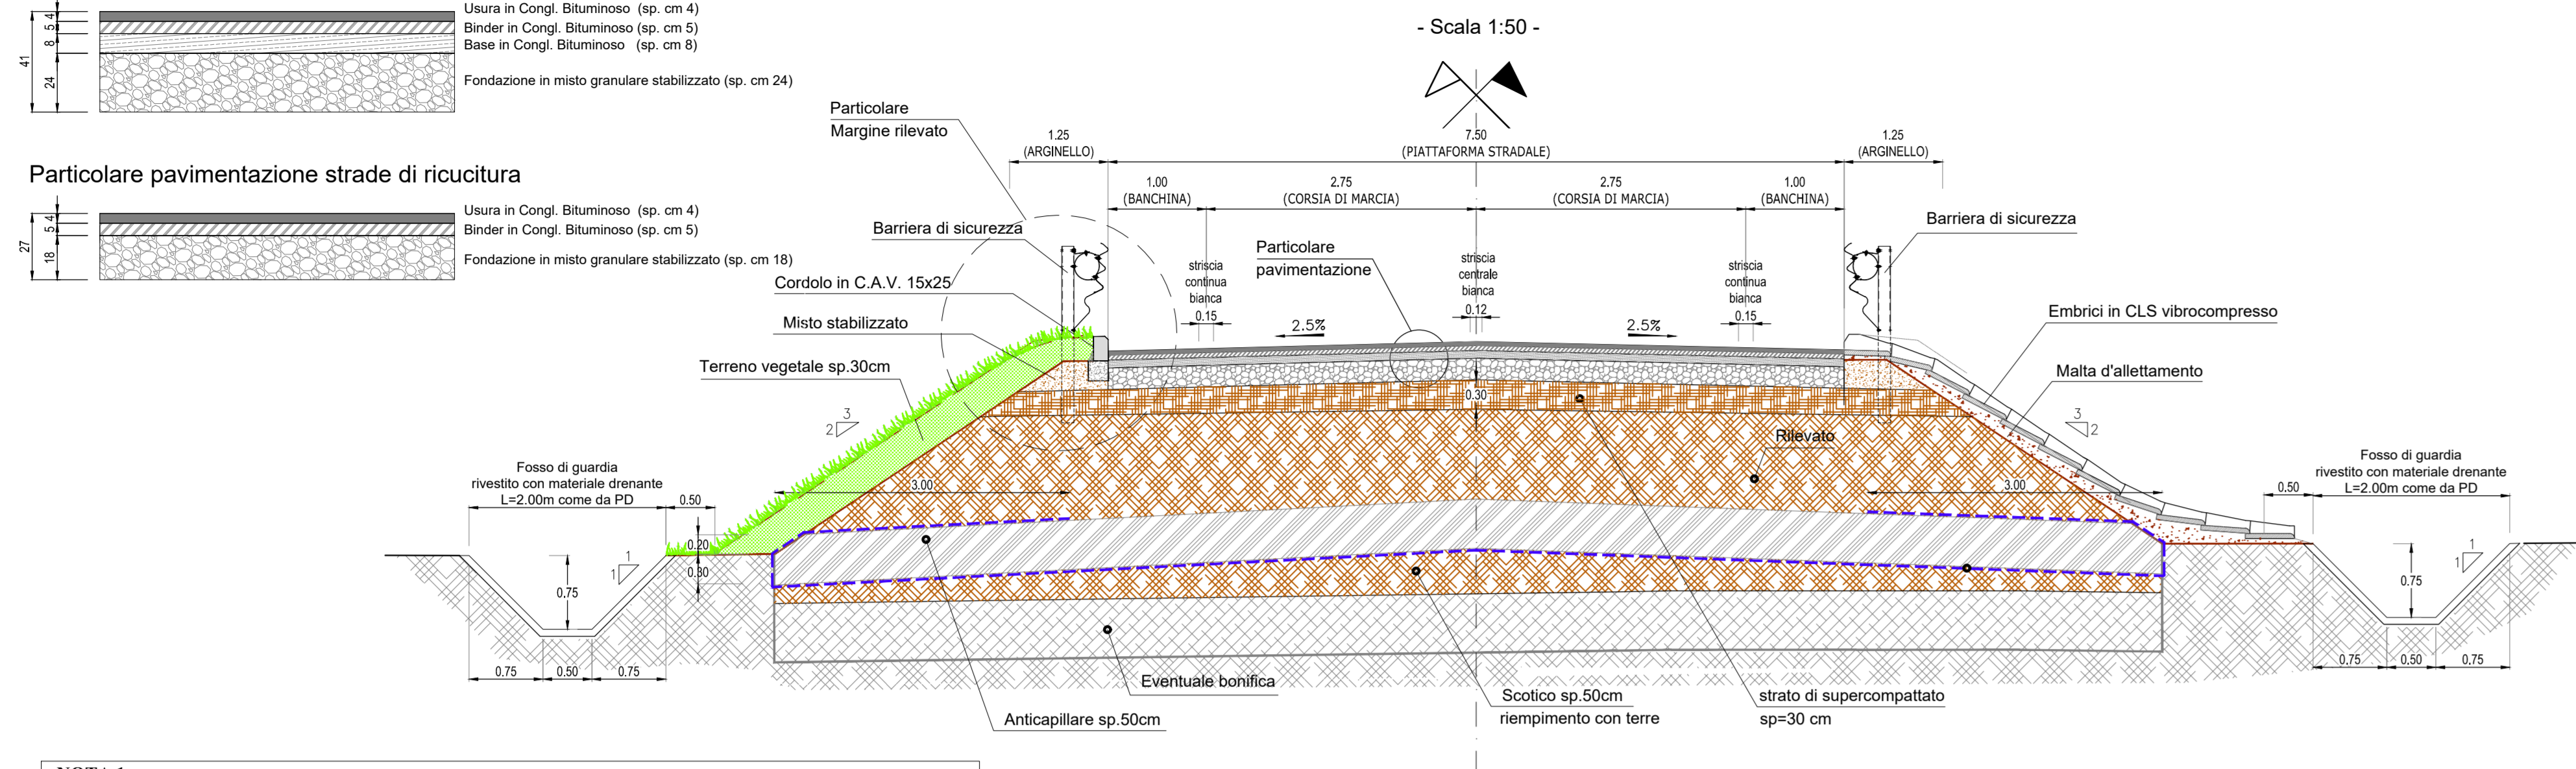 Usura in Congl. Bituminoso (sp. cm 4)
Binder in Congl. Bituminoso (sp. cm 5)
Base in Congl. Bituminoso (sp. cm 8)
Fondazione in misto granulare stabilizzato (sp. cm 24)
41
4
5
8
24
Particolare pavimentazione strade di ricucitura
Usura in Congl. Bituminoso (sp. cm 4)
Binder in Congl. Bituminoso (sp. cm 5)
Fondazione in misto granulare stabilizzato (sp. cm 18)
27
4
5
18
- Scala 1:50 -
Particolare
Margine rilevato
1.25
(ARGINELLO)
7.50
(PIATTAFORMA STRADALE)
1.25
(ARGINELLO)
1.00
(BANCHINA)
2.75
(CORSIA DI MARCIA)
2.75
(CORSIA DI MARCIA)
1.00
(BANCHINA)
Barriera di sicurezza
Barriera di sicurezza
Particolare
pavimentazione
striscia
continua
bianca
0.15
striscia
centrale
bianca
0.12
striscia
continua
bianca
0.15
2.5%
2.5%
Cordolo in C.A.V. 15x25
Misto stabilizzato
Terreno vegetale sp.30cm
Embrici in CLS vibrocompresso
Malta d'allettamento
0.30
Rilevato
3
2
3
2
Fosso di guardia
rivestito con materiale drenante
L=2.00m come da PD
0.50
3.00
3.00
0.50
Fosso di guardia
rivestito con materiale drenante
L=2.00m come da PD
0.20
0.30
1
1
0.75
0.75
1
1
0.75
0.50
0.75
0.75
0.50
0.75
Eventuale bonifica
Anticapillare sp.50cm
Scotico sp.50cm
riempimento con terre
strato di supercompattato
sp=30 cm
NOTA 1